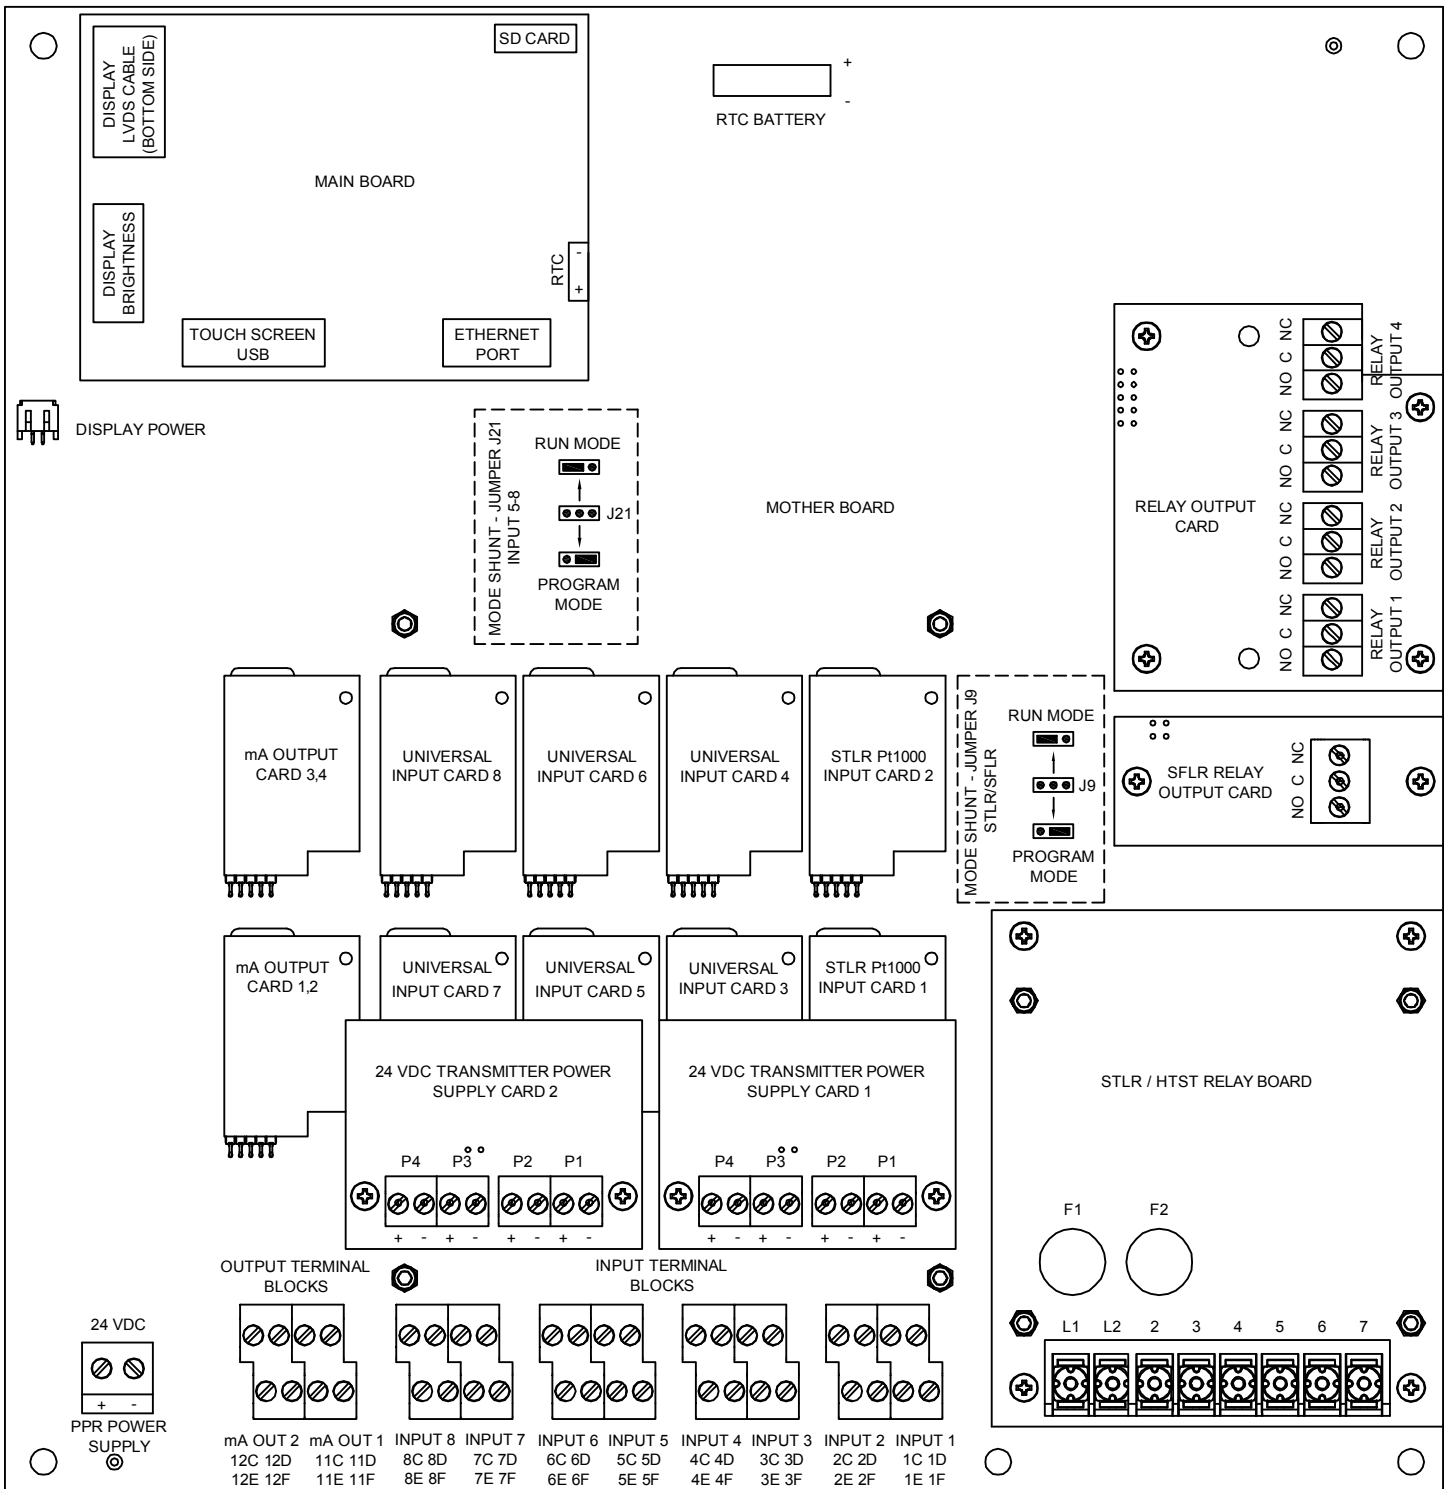 DISPLAY
LVDS CABLE
(BOTTOM SIDE)
SD CARD
+
-
RTC BATTERY
MAIN BOARD
DISPLAY
BRIGHTNESS
RTC
-
+
TOUCH SCREEN
USB
ETHERNET
PORT
DISPLAY POWER
MODE SHUNT - JUMPER J21
INPUT 5-8
RUN MODE
J21
PROGRAM
MODE
MOTHER BOARD
RELAY OUTPUT
CARD
NO C NC
RELAY
OUTPUT 4
NO C NC
RELAY
OUTPUT 3
NO C NC
RELAY
OUTPUT 2
NO C NC
RELAY
OUTPUT 1
mA OUTPUT
CARD 3,4
UNIVERSAL
INPUT CARD 8
UNIVERSAL
INPUT CARD 6
UNIVERSAL
INPUT CARD 4
STLR Pt1000
INPUT CARD 2
MODE SHUNT - JUMPER J9
STLR/SFLR
RUN MODE
J9
PROGRAM
MODE
SFLR RELAY
OUTPUT CARD
NO C NC
mA OUTPUT
CARD 1,2
UNIVERSAL
INPUT CARD 7
UNIVERSAL
INPUT CARD 5
UNIVERSAL
INPUT CARD 3
STLR Pt1000
INPUT CARD 1
24 VDC TRANSMITTER POWER
SUPPLY CARD 2
P4 P3 P2 P1
+ - + - + - + -
24 VDC TRANSMITTER POWER
SUPPLY CARD 1
P4 P3 P2 P1
+ - + - + - + -
STLR / HTST RELAY BOARD
F1 F2
L1 L2 2 3 4 5 6 7
OUTPUT TERMINAL
BLOCKS
INPUT TERMINAL
BLOCKS
24 VDC
+ -
PPR POWER
SUPPLY
mA OUT 2
12C 12D
12E 12F
mA OUT 1
11C 11D
11E 11F
INPUT 8
8C 8D
8E 8F
INPUT 7
7C 7D
7E 7F
INPUT 6
6C 6D
6E 6F
INPUT 5
5C 5D
5E 5F
INPUT 4
4C 4D
4E 4F
INPUT 3
3C 3D
3E 3F
INPUT 2
2C 2D
2E 2F
INPUT 1
1C 1D
1E 1F